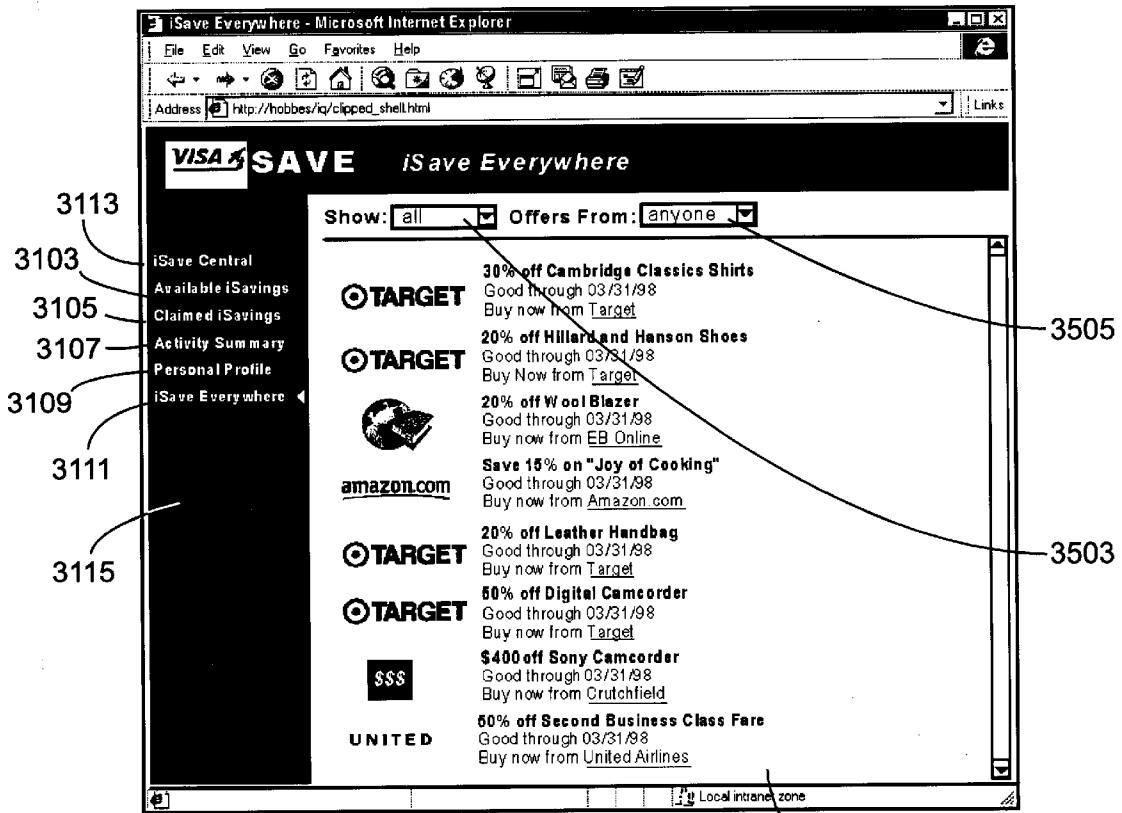 iSave Everywhere - Microsoft Internet Explorer
File Edit View Go Favorites Help
Address http://hobbes/iq/clipped_shell.html Links
VISA SAVE iSave Everywhere
Show: all Offers From: anyone
3113
3103
3105
3107
3109
3111
3115
iSave Central
Available iSavings
Claimed iSavings
Activity Summary
Personal Profile
iSave Everywhere
TARGET
30% off Cambridge Classics Shirts
Good through 03/31/98
Buy now from Target
TARGET
20% off Hillard and Hanson Shoes
Good through 03/31/98
Buy Now from Target
20% off Wool Blazer
Good through 03/31/98
Buy now from EB Online
amazon.com
Save 15% on "Joy of Cooking"
Good through 03/31/98
Buy now from Amazon.com
TARGET
20% off Leather Handbag
Good through 03/31/98
Buy now from Target
TARGET
50% off Digital Camcorder
Good through 03/31/98
Buy now from Target
$$$
$400 off Sony Camcorder
Good through 03/31/98
Buy now from Crutchfield
UNITED
50% off Second Business Class Fare
Good through 03/31/98
Buy now from United Airlines
3505
3503
Local intranet zone